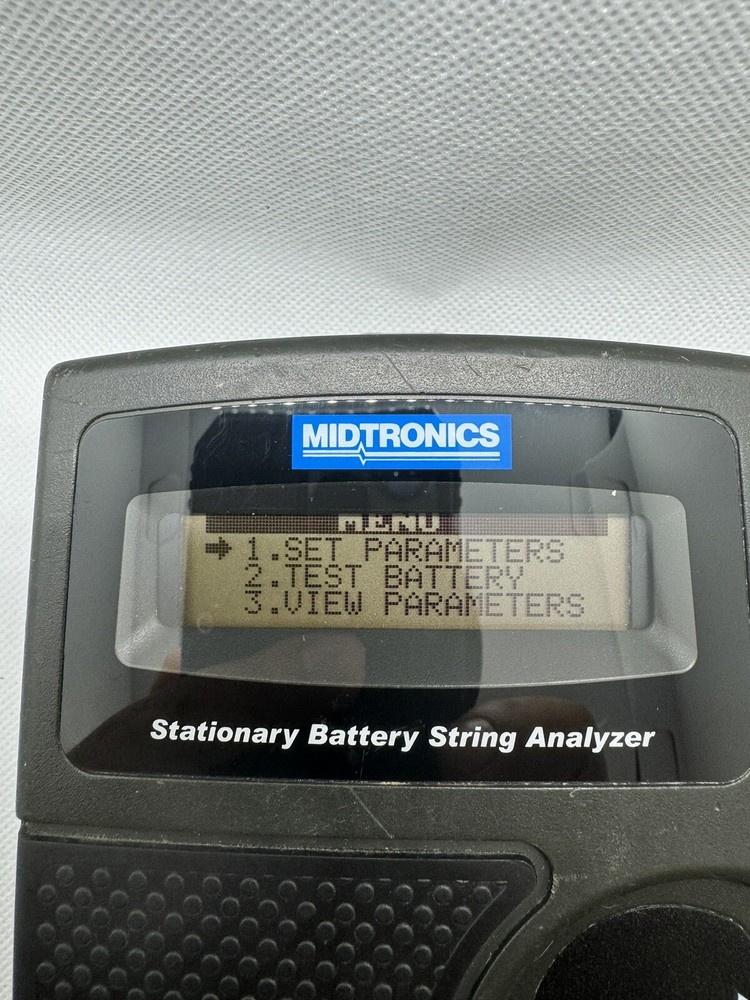 MIDTRONICS
MENU
1.SET PARAMETERS
2.TEST BATTERY
3.VIEW PARAMETERS
Stationary Battery String Analyzer